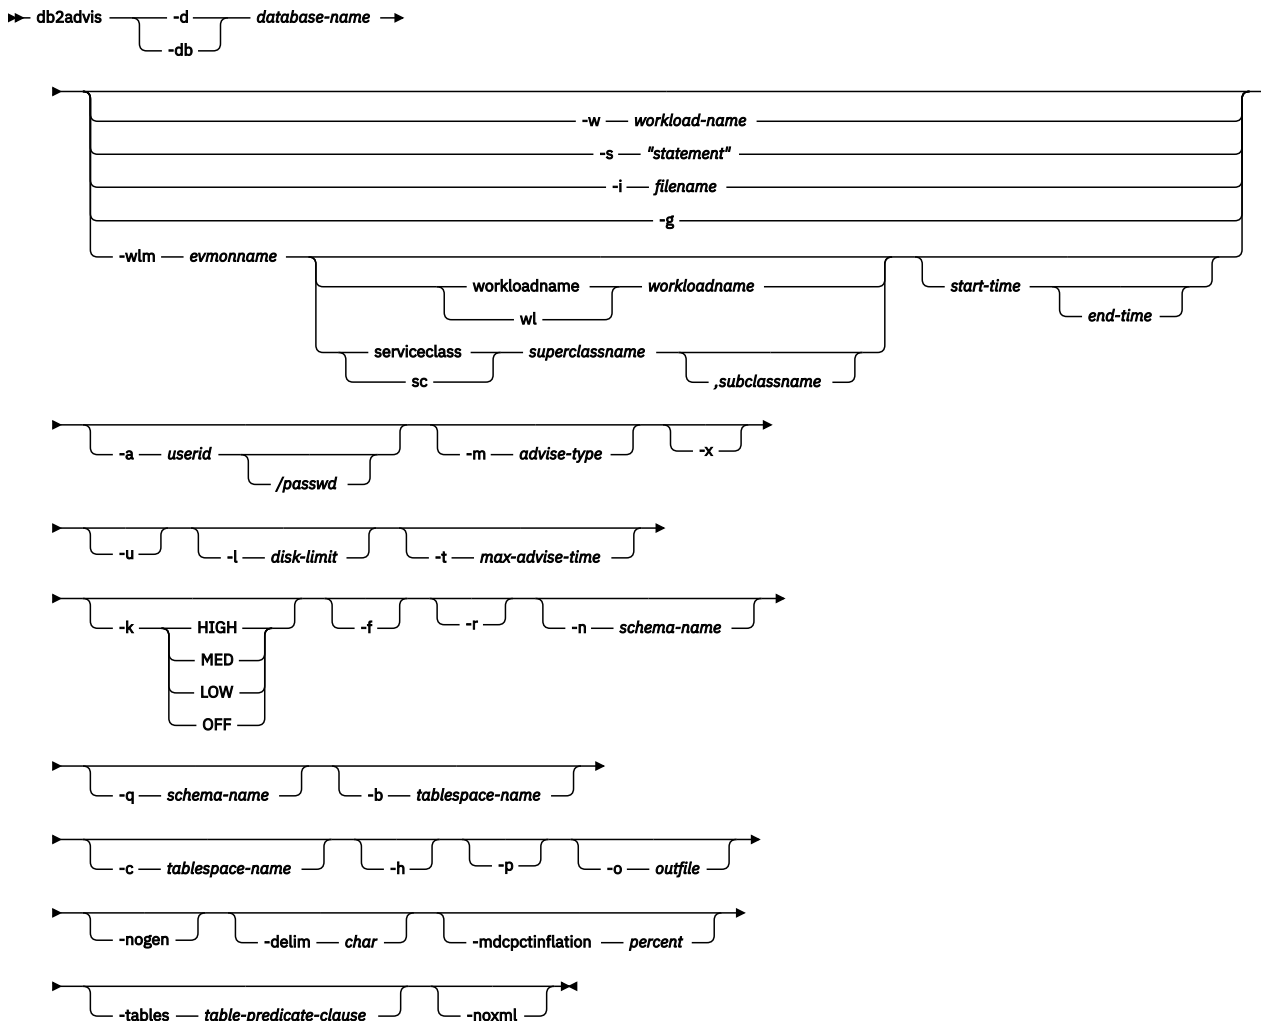 db2advis -d database-name
-db
-w workload-name
-s "statement"
-i filename
-g
-wlm evmonname
workloadname workloadname start-time
wl end-time
serviceclass superclassname
sc ,subclassname
-a userid -m advise-type -x
/passwd
-u -l disk-limit -t max-advise-time
-k HIGH -f -r -n schema-name
MED
LOW
OFF
-q schema-name -b tablespace-name
-c tablespace-name -h -p -o outfile
-nogen -delim char -mdcpctinflation percent
-tables table-predicate-clause -noxml